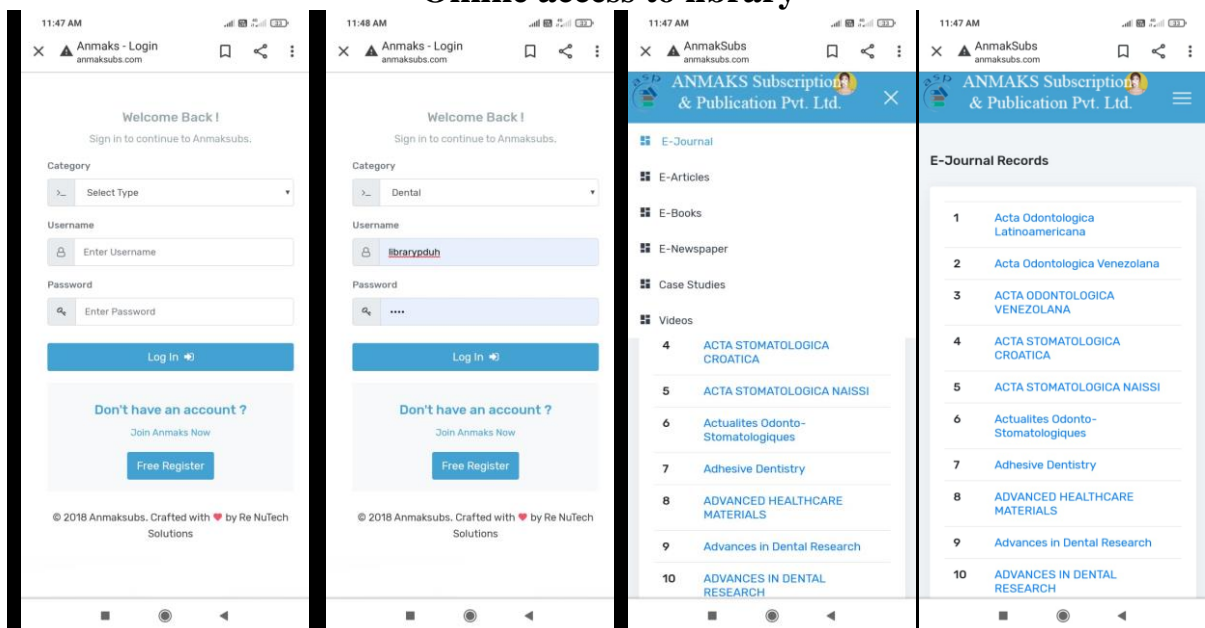 Online access to library
11:47 AM
33
Anmaks - Login
anmaksubs.com
Welcome Back !
Sign in to continue to Anmaksubs.
Category
>_ Select Type
Username
Enter Username
Password
Enter Password
Log In
Don't have an account ?
Join Anmaks Now
Free Register
© 2018 Anmaksubs. Crafted with ❤ by Re NuTech
Solutions
11:48 AM
33
Anmaks - Login
anmaksubs.com
Welcome Back !
Sign in to continue to Anmaksubs.
Category
>_ Dental
Username
librarypduh
Password
••••
Log In
Don't have an account ?
Join Anmaks Now
Free Register
© 2018 Anmaksubs. Crafted with ❤ by Re NuTech
Solutions
11:47 AM
33
AnmakSubs
anmaksubs.com
asp
ANMAKS Subscription
& Publication Pvt. Ltd.
E-Journal
E-Articles
E-Books
E-Newspaper
Case Studies
Videos
4 ACTA STOMATOLOGICA
CROATICA
5 ACTA STOMATOLOGICA NAISSI
6 Actualites Odonto-
Stomatologiques
7 Adhesive Dentistry
8 ADVANCED HEALTHCARE
MATERIALS
9 Advances in Dental Research
10 ADVANCES IN DENTAL
RESEARCH
11:47 AM
33
AnmakSubs
anmaksubs.com
asp
ANMAKS Subscription
& Publication Pvt. Ltd.
E-Journal Records
1 Acta Odontologica
Latinoamericana
2 Acta Odontologica Venezolana
3 ACTA ODONTOLOGICA
VENEZOLANA
4 ACTA STOMATOLOGICA
CROATICA
5 ACTA STOMATOLOGICA NAISSI
6 Actualites Odonto-
Stomatologiques
7 Adhesive Dentistry
8 ADVANCED HEALTHCARE
MATERIALS
9 Advances in Dental Research
10 ADVANCES IN DENTAL
RESEARCH